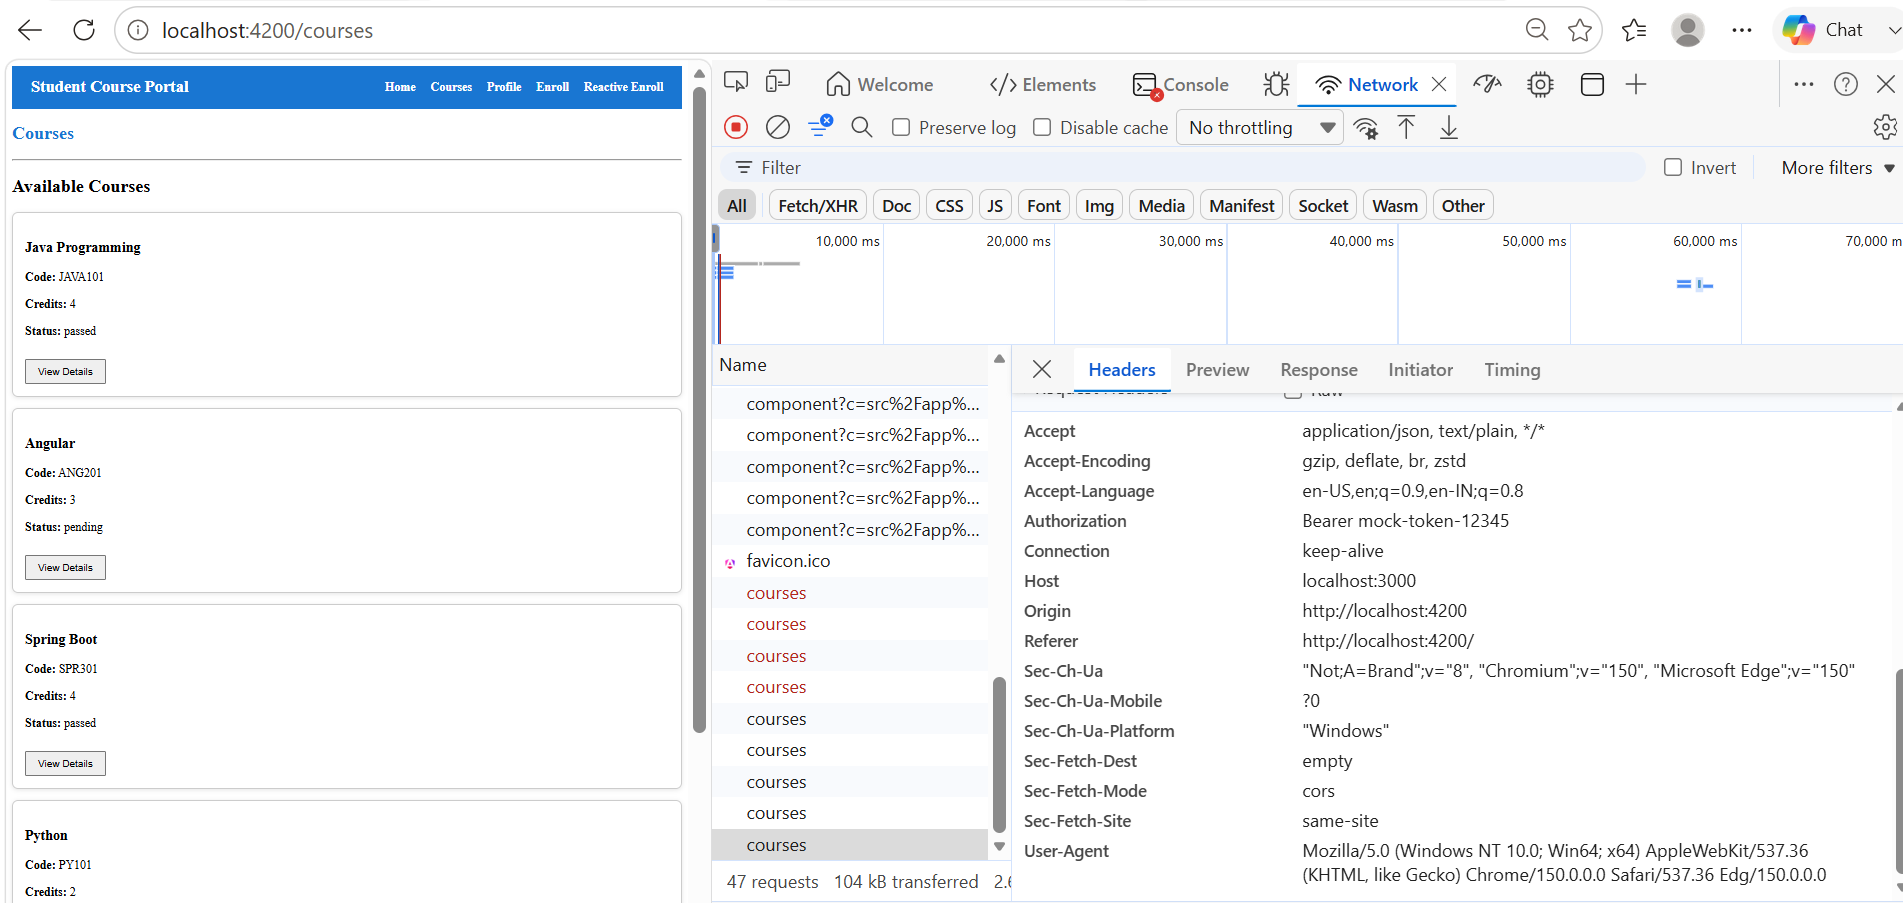 localhost:4200/courses
Chat
Student Course Portal
Home Courses Profile Enroll Reactive Enroll
Courses
Available Courses
Java Programming
Code: JAVA101
Credits: 4
Status: passed
View Details
Angular
Code: ANG201
Credits: 3
Status: pending
View Details
Spring Boot
Code: SPR301
Credits: 4
Status: passed
View Details
Python
Code: PY101
Credits: 2
Welcome </> Elements Console Network
Preserve log Disable cache No throttling
Filter Invert More filters
All Fetch/XHR Doc CSS JS Font Img Media Manifest Socket Wasm Other
10,000 ms 20,000 ms 30,000 ms 40,000 ms 50,000 ms 60,000 ms 70,000 m
Name
component?c=src%2Fapp%...
component?c=src%2Fapp%...
component?c=src%2Fapp%...
component?c=src%2Fapp%...
component?c=src%2Fapp%...
favicon.ico
courses
courses
courses
courses
courses
courses
courses
courses
courses
47 requests 104 kB transferred 2.6
Headers Preview Response Initiator Timing
Request Headers Raw
Accept application/json, text/plain, */*
Accept-Encoding gzip, deflate, br, zstd
Accept-Language en-US,en;q=0.9,en-IN;q=0.8
Authorization Bearer mock-token-12345
Connection keep-alive
Host localhost:3000
Origin http://localhost:4200
Referer http://localhost:4200/
Sec-Ch-Ua "Not;A=Brand";v="8", "Chromium";v="150", "Microsoft Edge";v="150"
Sec-Ch-Ua-Mobile ?0
Sec-Ch-Ua-Platform "Windows"
Sec-Fetch-Dest empty
Sec-Fetch-Mode cors
Sec-Fetch-Site same-site
User-Agent Mozilla/5.0 (Windows NT 10.0; Win64; x64) AppleWebKit/537.36
(KHTML, like Gecko) Chrome/150.0.0.0 Safari/537.36 Edg/150.0.0.0